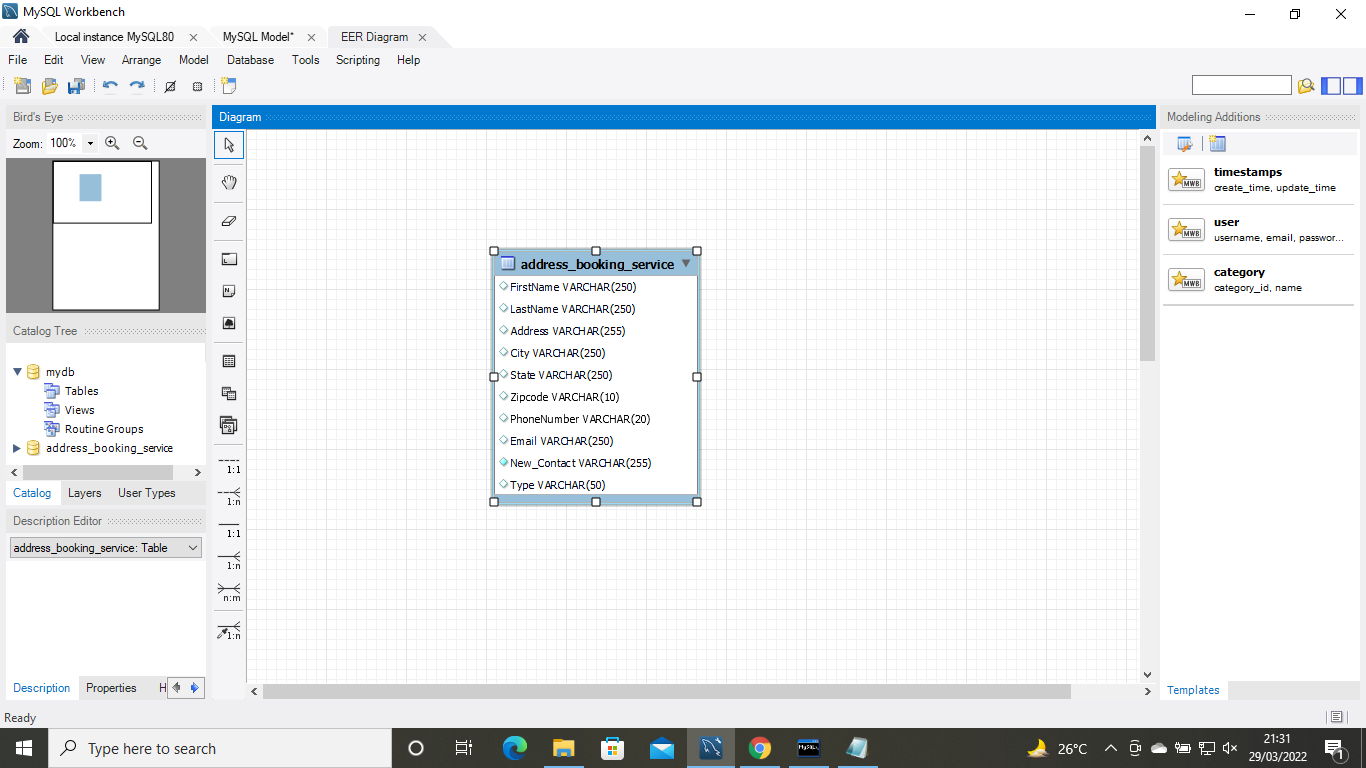 MySQL Workbench
Local instance MySQL80
MySQL Model*
EER Diagram
File Edit View Arrange Model Database Tools Scripting Help
Bird's Eye
Zoom: 100%
Catalog Tree
mydb
Tables
Views
Routine Groups
address_booking_service
Catalog Layers User Types
Description Editor
address_booking_service: Table
Description Properties H
Ready
Diagram
L
N
1:1
1:n
1:1
1:n
n:m
1:n
address_booking_service
FirstName VARCHAR(250)
LastName VARCHAR(250)
Address VARCHAR(255)
City VARCHAR(250)
State VARCHAR(250)
Zipcode VARCHAR(10)
PhoneNumber VARCHAR(20)
Email VARCHAR(250)
New_Contact VARCHAR(255)
Type VARCHAR(50)
Modeling Additions
MWB
timestamps
create_time, update_time
MWB
user
username, email, passwor...
MWB
category
category_id, name
Templates
Type here to search
26°C
21:31
29/03/2022
1